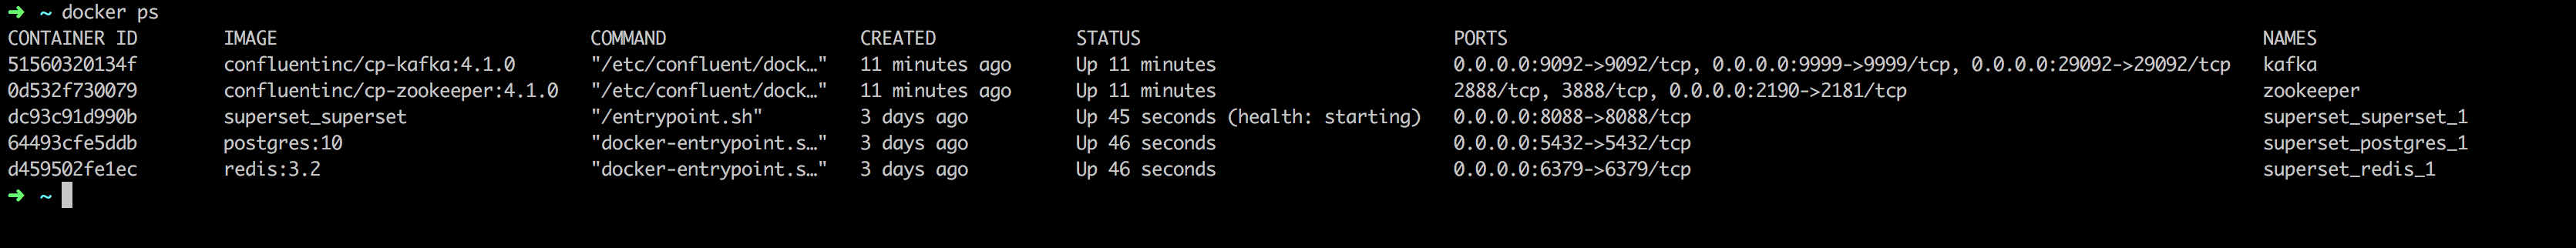 ➜ ~ docker ps
CONTAINER ID IMAGE COMMAND CREATED STATUS PORTS NAMES
51560320134f confluentinc/cp-kafka:4.1.0 "/etc/confluent/dock…" 11 minutes ago Up 11 minutes 0.0.0.0:9092->9092/tcp, 0.0.0.0:9999->9999/tcp, 0.0.0.0:29092->29092/tcp kafka
0d532f730079 confluentinc/cp-zookeeper:4.1.0 "/etc/confluent/dock…" 11 minutes ago Up 11 minutes 2888/tcp, 3888/tcp, 0.0.0.0:2190->2181/tcp zookeeper
dc93c91d990b superset_superset "/entrypoint.sh" 3 days ago Up 45 seconds (health: starting) 0.0.0.0:8088->8088/tcp superset_superset_1
64493cfe5ddb postgres:10 "docker-entrypoint.s…" 3 days ago Up 46 seconds 0.0.0.0:5432->5432/tcp superset_postgres_1
d459502fe1ec redis:3.2 "docker-entrypoint.s…" 3 days ago Up 46 seconds 0.0.0.0:6379->6379/tcp superset_redis_1
➜ ~